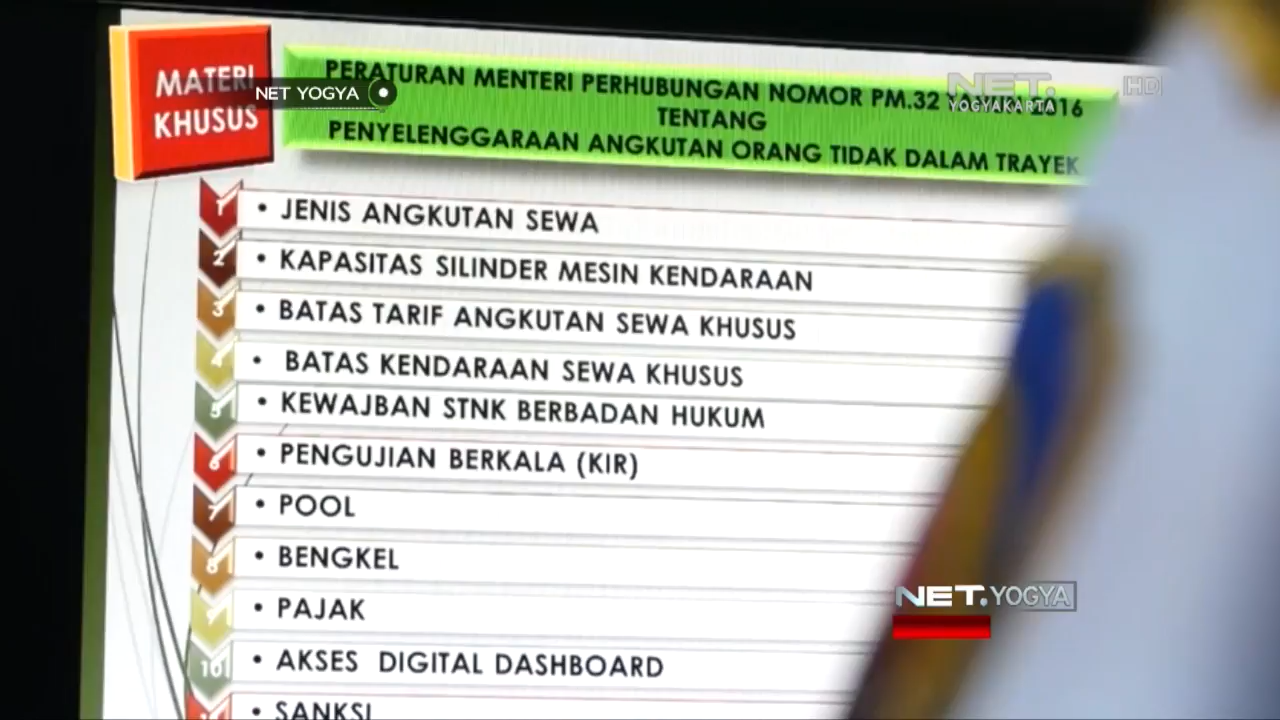 MATERI
KHUSUS
NET YOGYA
PERATURAN MENTERI PERHUBUNGAN NOMOR PM.32 2016
TENTANG
PENYELENGGARAAN ANGKUTAN ORANG TIDAK DALAM TRAYEK
NET.
YOGYAKARTA
HD
1 • JENIS ANGKUTAN SEWA
2 • KAPASITAS SILINDER MESIN KENDARAAN
3 • BATAS TARIF ANGKUTAN SEWA KHUSUS
4 • BATAS KENDARAAN SEWA KHUSUS
5 • KEWAJBAN STNK BERBADAN HUKUM
6 • PENGUJIAN BERKALA (KIR)
7 • POOL
8 • BENGKEL
9 • PAJAK
10 • AKSES DIGITAL DASHBOARD
• SANKSI
NET. YOGYA